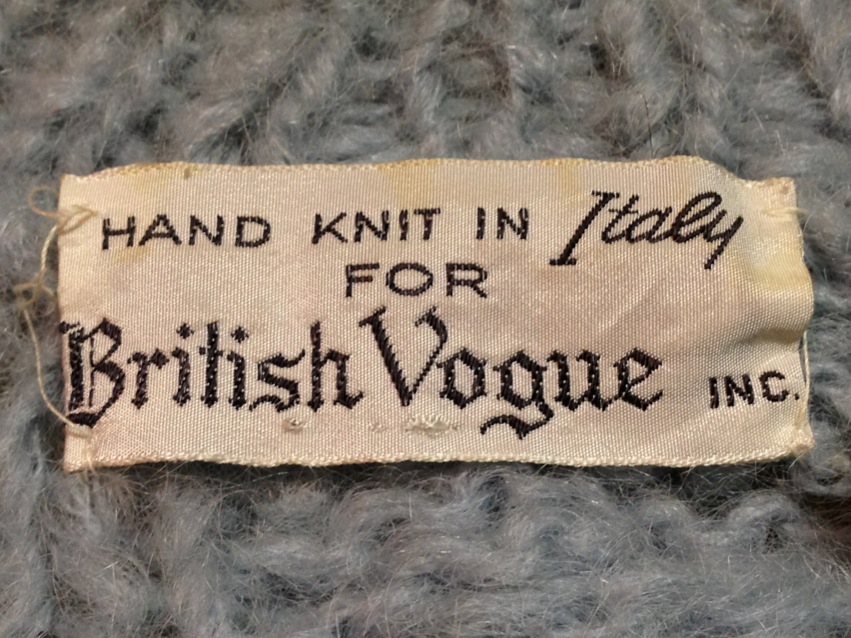 HAND KNIT IN Italy
FOR
British Vogue INC.